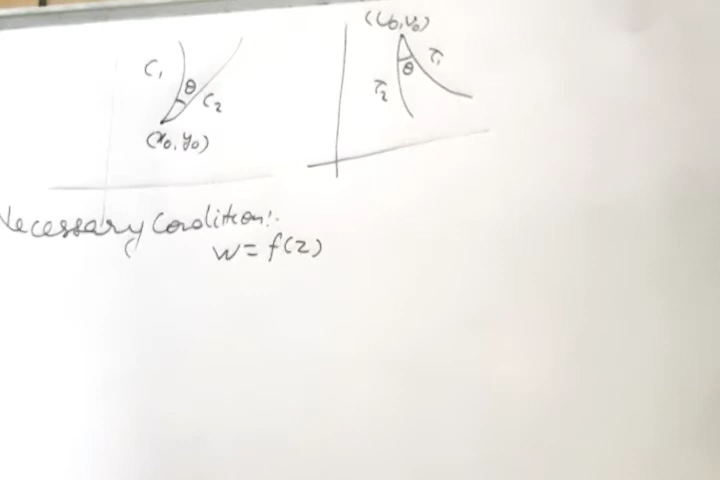 C₁
θ
C₂
(x₀, y₀)
(u₀, v₀)
τ₁
θ
τ₂
Necessary Condition:.
w = f(z)